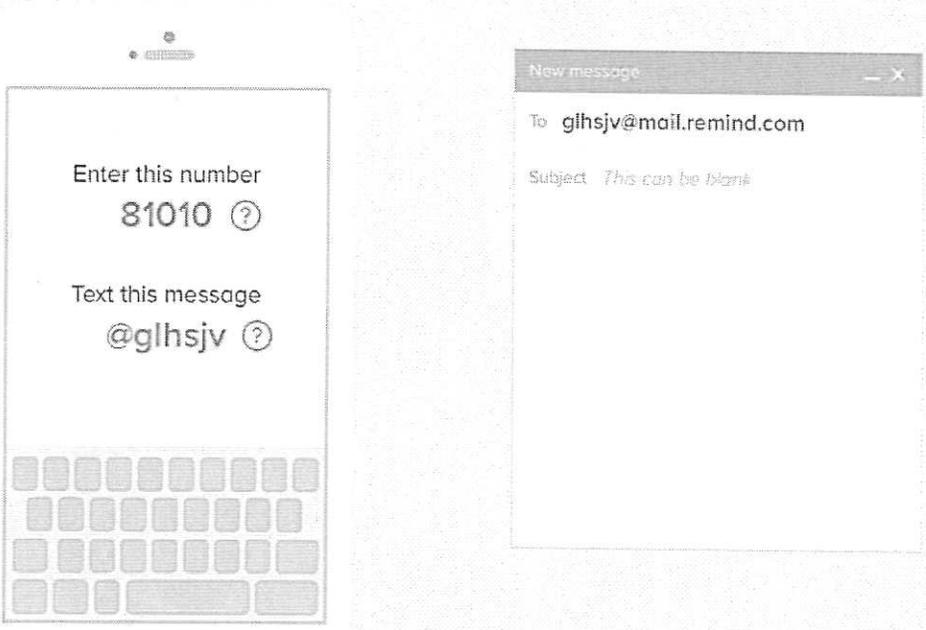 Enter this number
81010 ?
Text this message
@glhsjv ?
New message
To glhsjv@mail.remind.com
Subject This can be blank